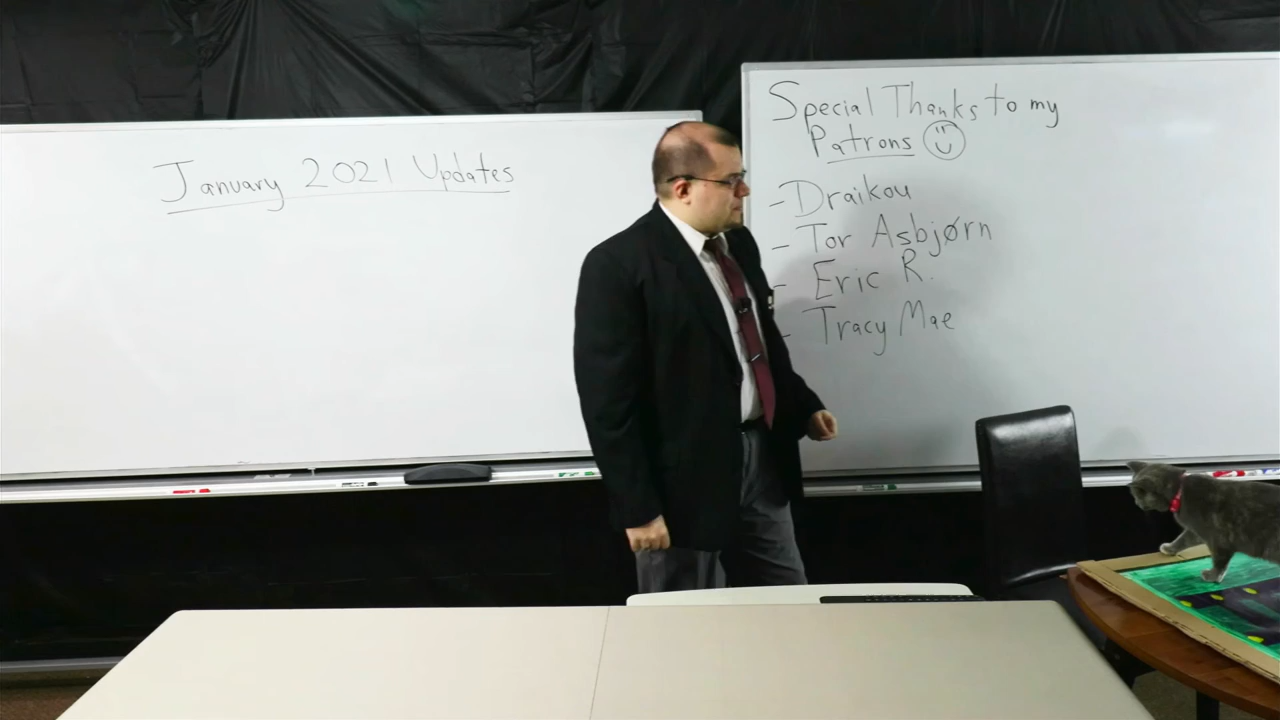 January 2021 Updates
Special Thanks to my
Patrons
- Draikou
- Tor Asbjørn
- Eric R.
- Tracy Mae